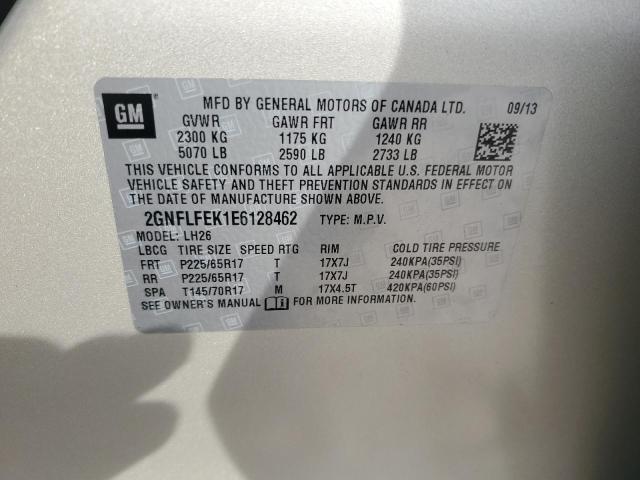 GM
MFD BY GENERAL MOTORS OF CANADA LTD. 09/13
GVWR GAWR FRT GAWR RR
2300 KG 1175 KG 1240 KG
5070 LB 2590 LB 2733 LB
THIS VEHICLE CONFORMS TO ALL APPLICABLE U.S. FEDERAL MOTOR
VEHICLE SAFETY AND THEFT PREVENTION STANDARDS IN EFFECT ON
THE DATE OF MANUFACTURE SHOWN ABOVE.
2GNFLFEK1E6128462 TYPE: M.P.V.
MODEL: LH26
LBCG TIRE SIZE SPEED RTG RIM COLD TIRE PRESSURE
FRT P225/65R17 T 17X7J 240KPA(35PSI)
RR P225/65R17 T 17X7J 240KPA(35PSI)
SPA T145/70R17 M 17X4.5T 420KPA(60PSI)
SEE OWNER'S MANUAL FOR MORE INFORMATION.